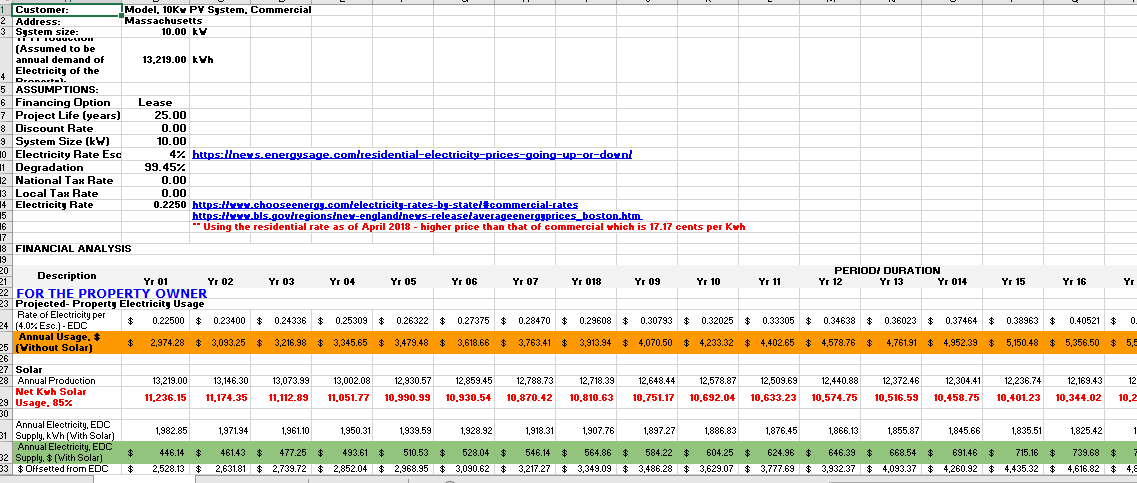 1 Customer: Model, 10Kw PV System, Commercial
2 Address: Massachusetts
3 System size: 10.00 kW
(Assumed to be
annual demand of 13,219.00 kWh
Electricity of the
4 Property):
5 ASSUMPTIONS:
6 Financing Option Lease
7 Project Life (years) 25.00
8 Discount Rate 0.00
9 System Size (kW) 10.00
10 Electricity Rate Esc 4% https://news.energysage.com/residential-electricity-prices-going-up-or-down/
11 Degradation 99.45%
12 National Tax Rate 0.00
13 Local Tax Rate 0.00
14 Electricity Rate 0.2250 https://www.chooseenergy.com/electricity-rates-by-state/#commercial-rates
15 https://www.bls.gov/regions/new-england/news-release/averageenergyprices_boston.htm
16 ** Using the residential rate as of April 2018 - higher price than that of commercial which is 17.17 cents per Kwh
17
18 FINANCIAL ANALYSIS
19
20 Description PERIOD/ DURATION
21 Yr 01 Yr 02 Yr 03 Yr 04 Yr 05 Yr 06 Yr 07 Yr 08 Yr 09 Yr 10 Yr 11 Yr 12 Yr 13 Yr 014 Yr 15 Yr 16 Yr
22 FOR THE PROPERTY OWNER
23 Projected- Property Electricity Usage
Rate of Electricity per
24 (4.0% Esc.) - EDC $ 0.22500 $ 0.23400 $ 0.24336 $ 0.25309 $ 0.26322 $ 0.27375 $ 0.28470 $ 0.29608 $ 0.30793 $ 0.32025 $ 0.33305 $ 0.34638 $ 0.36023 $ 0.37464 $ 0.38963 $ 0.40521 $ 0.
Annual Usage, $
25 (Without Solar) $ 2,974.28 $ 3,093.25 $ 3,216.98 $ 3,345.65 $ 3,479.48 $ 3,618.66 $ 3,763.41 $ 3,913.94 $ 4,070.50 $ 4,233.32 $ 4,402.65 $ 4,578.76 $ 4,761.91 $ 4,952.39 $ 5,150.48 $ 5,356.50 $ 5,5
26
27 Solar
28 Annual Production 13,219.00 13,146.30 13,073.99 13,002.08 12,930.57 12,859.45 12,788.73 12,718.39 12,648.44 12,578.87 12,509.69 12,440.88 12,372.46 12,304.41 12,236.74 12,169.43 12
Net Kwh Solar
29 Usage, 85% 11,236.15 11,174.35 11,112.89 11,051.77 10,990.99 10,930.54 10,870.42 10,810.63 10,751.17 10,692.04 10,633.23 10,574.75 10,516.59 10,458.75 10,401.23 10,344.02 10,2
30
Annual Electricity, EDC
31 Supply, kWh (With Solar) 1,982.85 1,971.94 1,961.10 1,950.31 1,939.59 1,928.92 1,918.31 1,907.76 1,897.27 1,886.83 1,876.45 1,866.13 1,855.87 1,845.66 1,835.51 1,825.42 1
Annual Electricity, EDC
32 Supply, $ (With Solar) $ 446.14 $ 461.43 $ 477.25 $ 493.61 $ 510.53 $ 528.04 $ 546.14 $ 564.86 $ 584.22 $ 604.25 $ 624.96 $ 646.39 $ 668.54 $ 691.46 $ 715.16 $ 739.68 $ 7
33 $ Offsetted from EDC $ 2,528.13 $ 2,631.81 $ 2,739.72 $ 2,852.04 $ 2,968.95 $ 3,090.62 $ 3,217.27 $ 3,349.09 $ 3,486.28 $ 3,629.07 $ 3,777.69 $ 3,932.37 $ 4,093.37 $ 4,260.92 $ 4,435.32 $ 4,616.82 $ 4,8